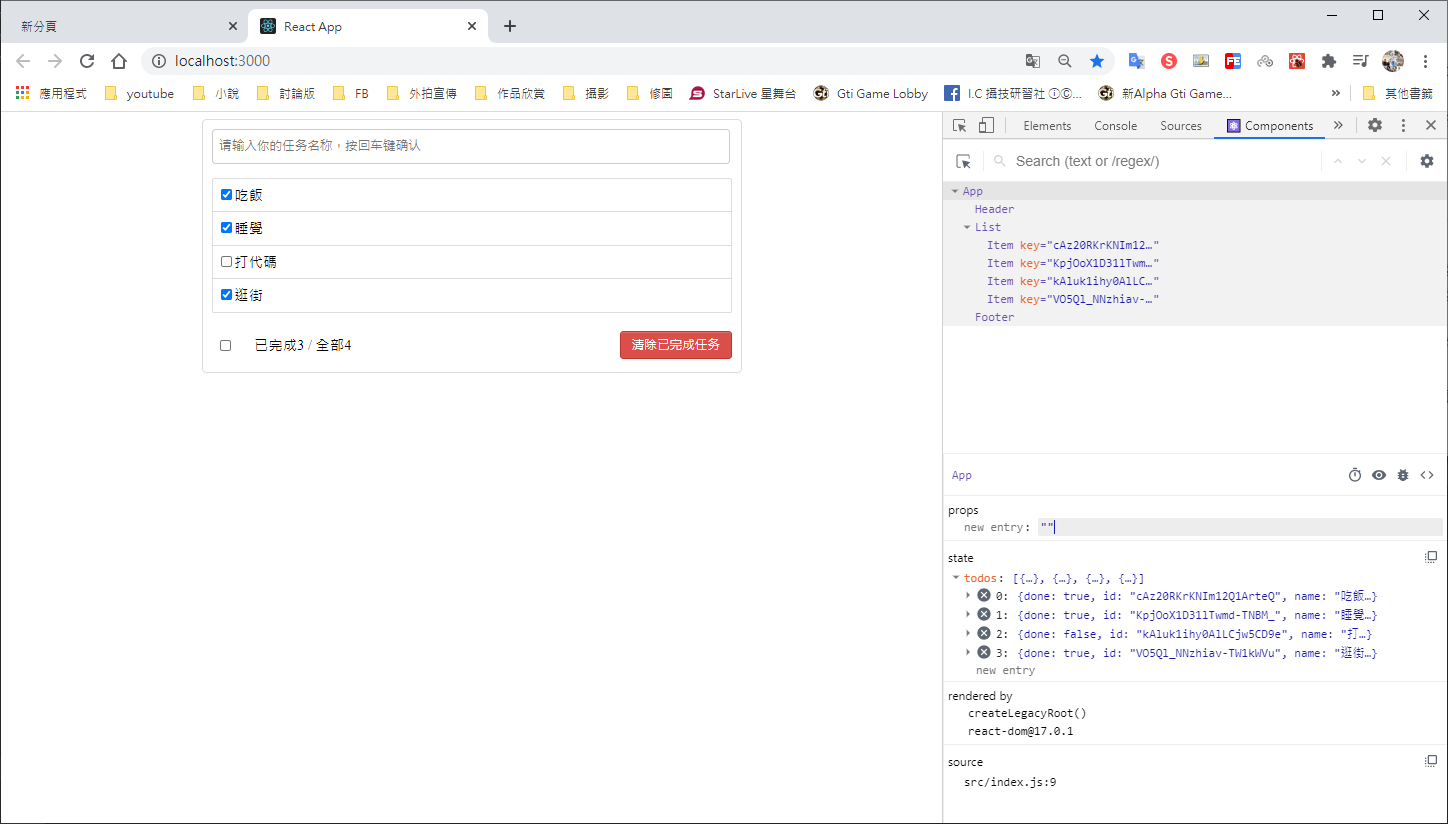 新分頁
React App
localhost:3000
應用程式
youtube
小說
討論版
FB
外拍宣傳
作品欣賞
攝影
修圖
StarLive 星舞台
Gti Game Lobby
I.C 攝技研習社 ①©...
新Alpha Gti Game...
其他書籤
请输入你的任务名称，按回车键确认
吃飯
睡覺
打代碼
逛街
已完成3 / 全部4
清除已完成任务
Elements
Console
Sources
Components
Search (text or /regex/)
App
Header
List
Item key="cAz20RKrKNIm12…"
Item key="KpjOoX1D31lTwm…"
Item key="kAluk1ihy0AlLC…"
Item key="VO5Ql_NNzhiav-…"
Footer
App
props
new entry: ""
state
todos: [{…}, {…}, {…}, {…}]
0: {done: true, id: "cAz20RKrKNIm12Q1ArteQ", name: "吃飯…}
1: {done: true, id: "KpjOoX1D31lTwmd-TNBM_", name: "睡覺…}
2: {done: false, id: "kAluk1ihy0AlLCjw5CD9e", name: "打…}
3: {done: true, id: "VO5Ql_NNzhiav-TW1kWVu", name: "逛街…}
new entry
rendered by
createLegacyRoot()
react-dom@17.0.1
source
src/index.js:9